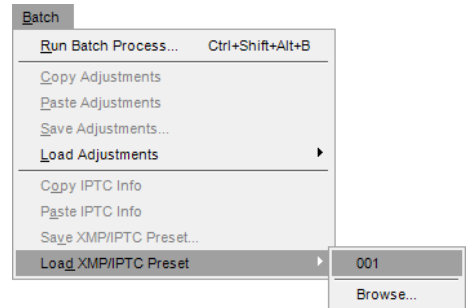 Batch
Run Batch Process... Ctrl+Shift+Alt+B
Copy Adjustments
Paste Adjustments
Save Adjustments...
Load Adjustments
Copy IPTC Info
Paste IPTC Info
Save XMP/IPTC Preset...
Load XMP/IPTC Preset
001
Browse...